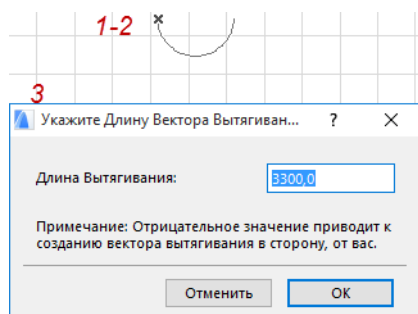 1-2
3
Укажите Длину Вектора Вытягиван... ? ×
Длина Вытягивания: 3300,0
Примечание: Отрицательное значение приводит к
созданию вектора вытягивания в сторону, от вас.
Отменить OK